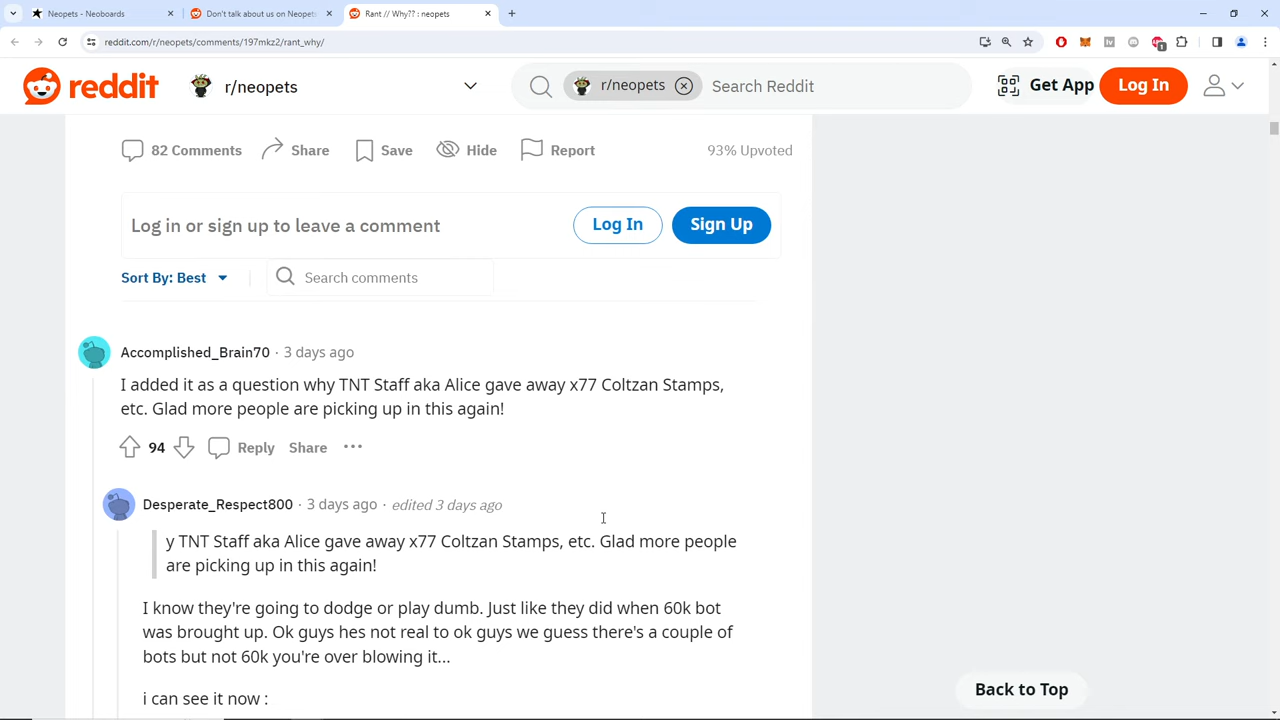 Neopets - Neoboards
Don't talk about us on Neopets
Rant // Why?? : neopets
reddit.com/r/neopets/comments/197mkz2/rant_why/
reddit
r/neopets
r/neopets
Search Reddit
Get App
Log In
82 Comments
Share
Save
Hide
Report
93% Upvoted
Log in or sign up to leave a comment
Log In
Sign Up
Sort By: Best
Search comments
Accomplished_Brain70 · 3 days ago
I added it as a question why TNT Staff aka Alice gave away x77 Coltzan Stamps,
etc. Glad more people are picking up in this again!
94
Reply
Share
Desperate_Respect800 · 3 days ago · edited 3 days ago
y TNT Staff aka Alice gave away x77 Coltzan Stamps, etc. Glad more people
are picking up in this again!
I know they're going to dodge or play dumb. Just like they did when 60k bot
was brought up. Ok guys hes not real to ok guys we guess there's a couple of
bots but not 60k you're over blowing it...
i can see it now :
Back to Top